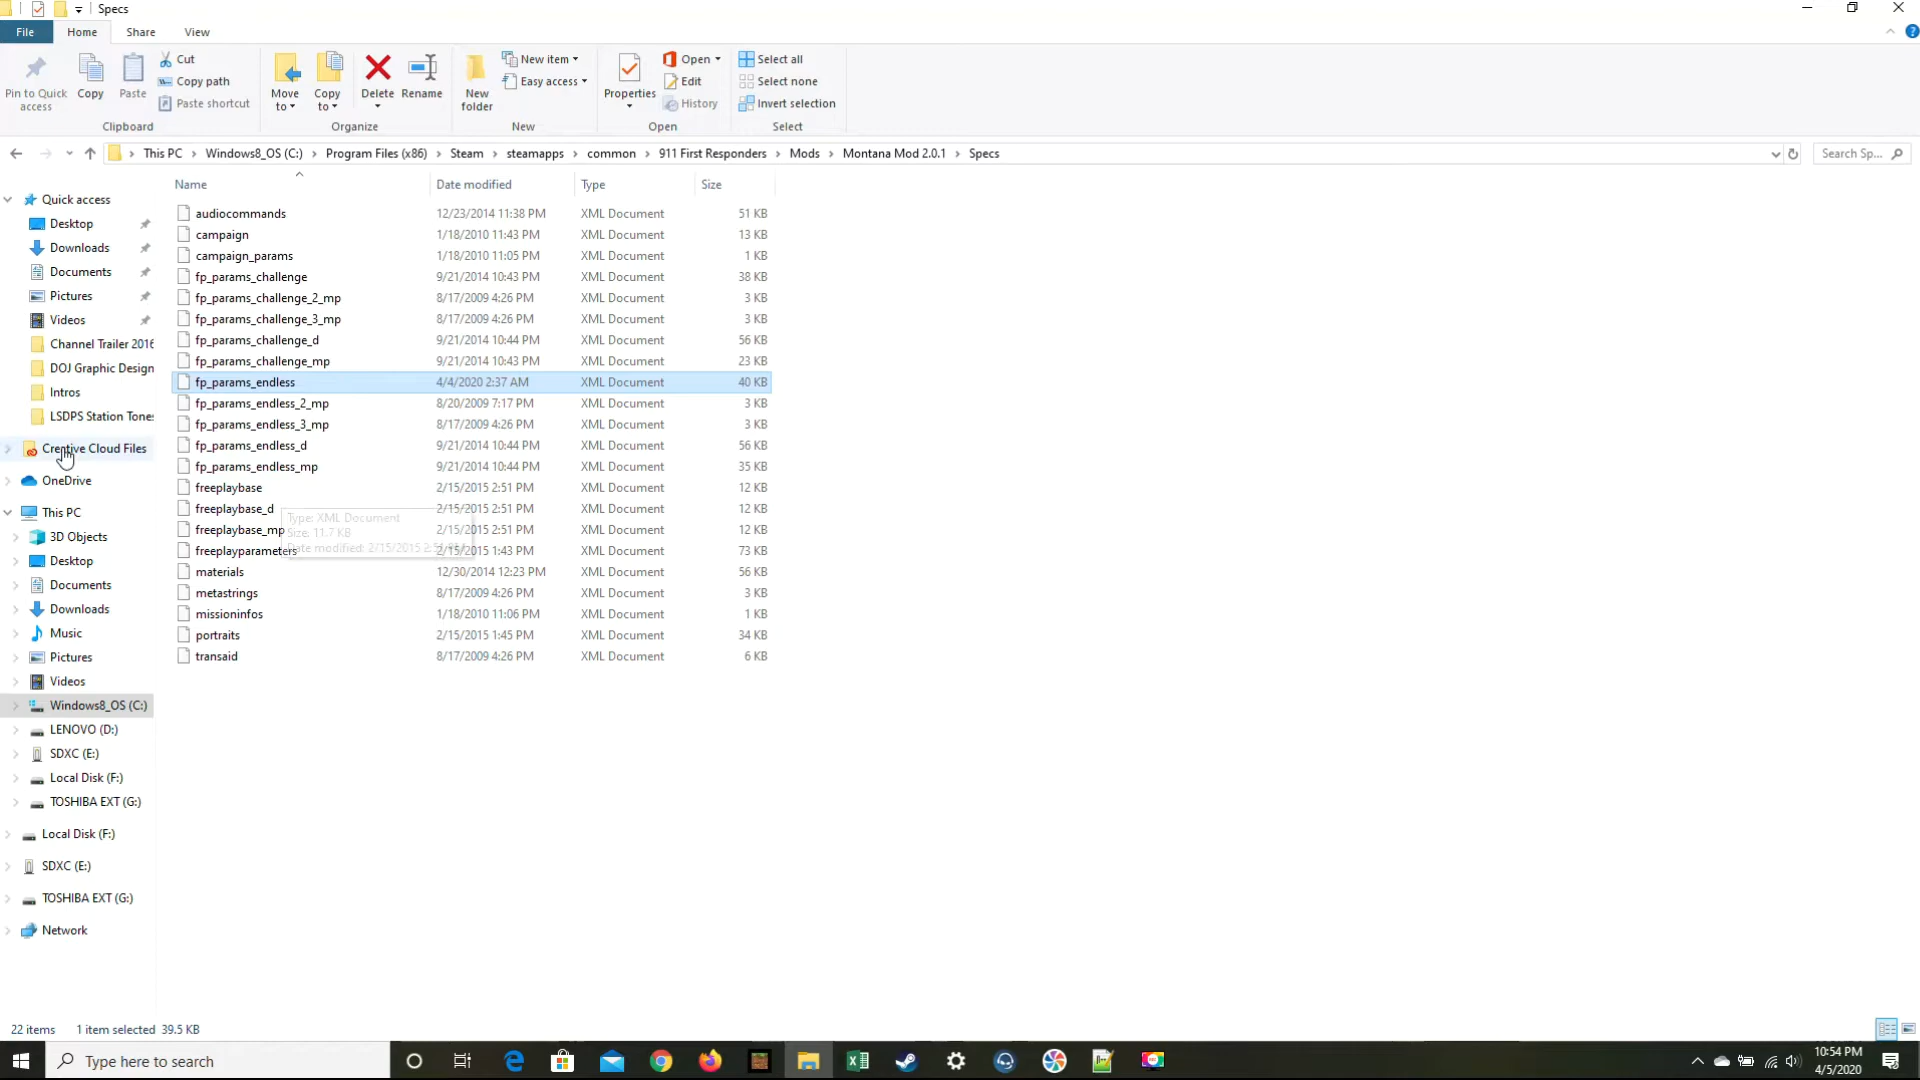 Specs
File
Home
Share
View
Pin to Quick access
Copy
Paste
Cut
Copy path
Paste shortcut
Clipboard
Move to
Copy to
Delete
Rename
Organize
New folder
New item
Easy access
New
Properties
Open
Edit
History
Open
Select all
Select none
Invert selection
Select
This PC > Windows8_OS (C:) > Program Files (x86) > Steam > steamapps > common > 911 First Responders > Mods > Montana Mod 2.0.1 > Specs
Search Sp...
Quick access
Desktop
Downloads
Documents
Pictures
Videos
Channel Trailer 2016
DOJ Graphic Design
Intros
LSDPS Station Tones
Creative Cloud Files
OneDrive
This PC
3D Objects
Desktop
Documents
Downloads
Music
Pictures
Videos
Windows8_OS (C:)
LENOVO (D:)
SDXC (E:)
Local Disk (F:)
TOSHIBA EXT (G:)
Local Disk (F:)
SDXC (E:)
TOSHIBA EXT (G:)
Network
Name Date modified Type Size
audiocommands 12/23/2014 11:38 PM XML Document 51 KB
campaign 1/18/2010 11:43 PM XML Document 13 KB
campaign_params 1/18/2010 11:05 PM XML Document 1 KB
fp_params_challenge 9/21/2014 10:43 PM XML Document 38 KB
fp_params_challenge_2_mp 8/17/2009 4:26 PM XML Document 3 KB
fp_params_challenge_3_mp 8/17/2009 4:26 PM XML Document 3 KB
fp_params_challenge_d 9/21/2014 10:44 PM XML Document 56 KB
fp_params_challenge_mp 9/21/2014 10:43 PM XML Document 23 KB
fp_params_endless 4/4/2020 2:37 AM XML Document 40 KB
fp_params_endless_2_mp 8/20/2009 7:17 PM XML Document 3 KB
fp_params_endless_3_mp 8/17/2009 4:26 PM XML Document 3 KB
fp_params_endless_d 9/21/2014 10:44 PM XML Document 56 KB
fp_params_endless_mp 9/21/2014 10:44 PM XML Document 35 KB
freeplaybase 2/15/2015 2:51 PM XML Document 12 KB
freeplaybase_d 2/15/2015 2:51 PM XML Document 12 KB
freeplaybase_mp 2/15/2015 2:51 PM XML Document 12 KB
freeplayparameters 2/15/2015 1:43 PM XML Document 73 KB
materials 12/30/2014 12:23 PM XML Document 56 KB
metastrings 8/17/2009 4:26 PM XML Document 3 KB
missioninfos 1/18/2010 11:06 PM XML Document 1 KB
portraits 2/15/2015 1:45 PM XML Document 34 KB
transaid 8/17/2009 4:26 PM XML Document 6 KB
Type: XML Document
Size: 11.7 KB
Date modified: 2/15/2015 2:51 PM
22 items 1 item selected 39.5 KB
Type here to search
10:54 PM
4/5/2020